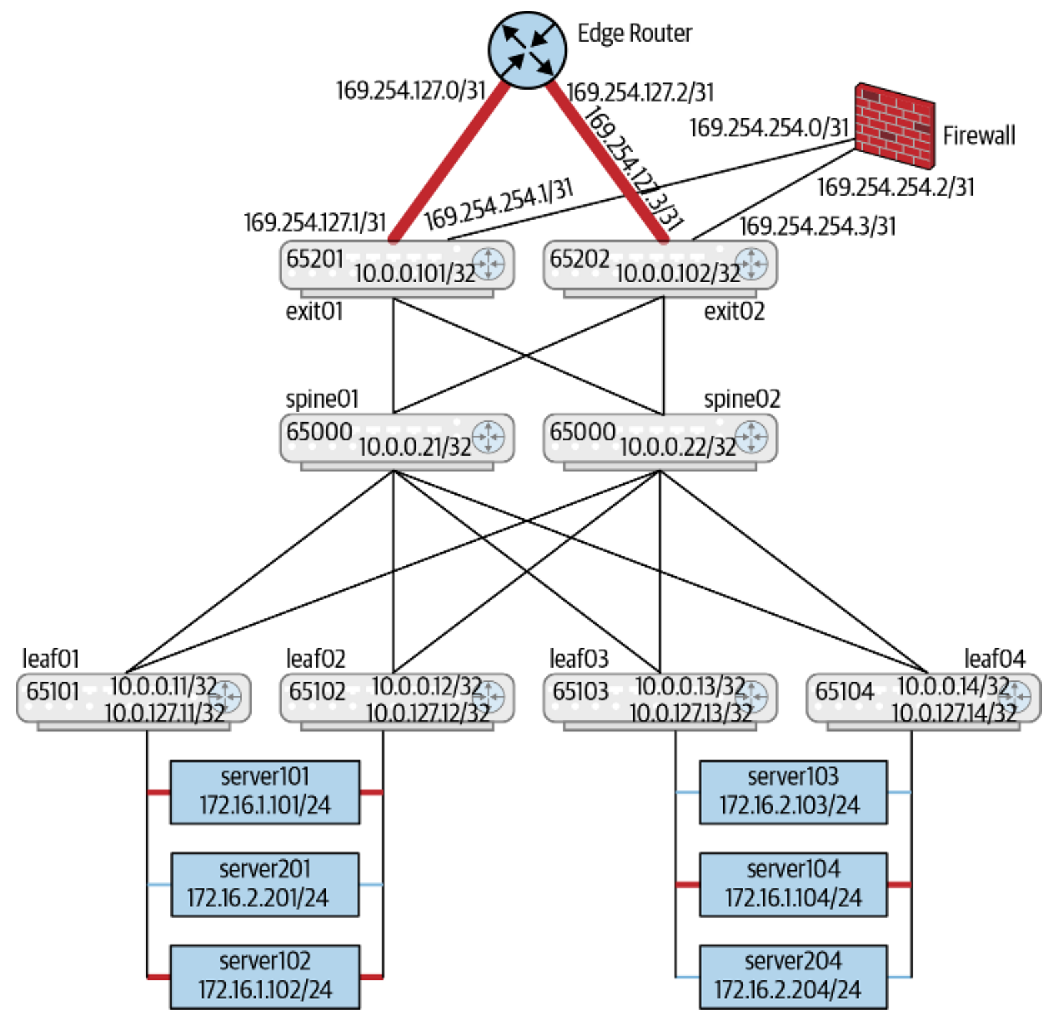 Edge Router
169.254.127.0/31
169.254.127.2/31
169.254.254.0/31
Firewall
169.254.127.3/31
169.254.254.2/31
169.254.127.1/31
169.254.254.1/31
169.254.254.3/31
65201
10.0.0.101/32
65202
10.0.0.102/32
exit01
exit02
spine01
spine02
65000
10.0.0.21/32
65000
10.0.0.22/32
leaf01
leaf02
leaf03
leaf04
65101
10.0.0.11/32
10.0.127.11/32
65102
10.0.0.12/32
10.0.127.12/32
65103
10.0.0.13/32
10.0.127.13/32
65104
10.0.0.14/32
10.0.127.14/32
server101
172.16.1.101/24
server103
172.16.2.103/24
server201
172.16.2.201/24
server104
172.16.1.104/24
server102
172.16.1.102/24
server204
172.16.2.204/24